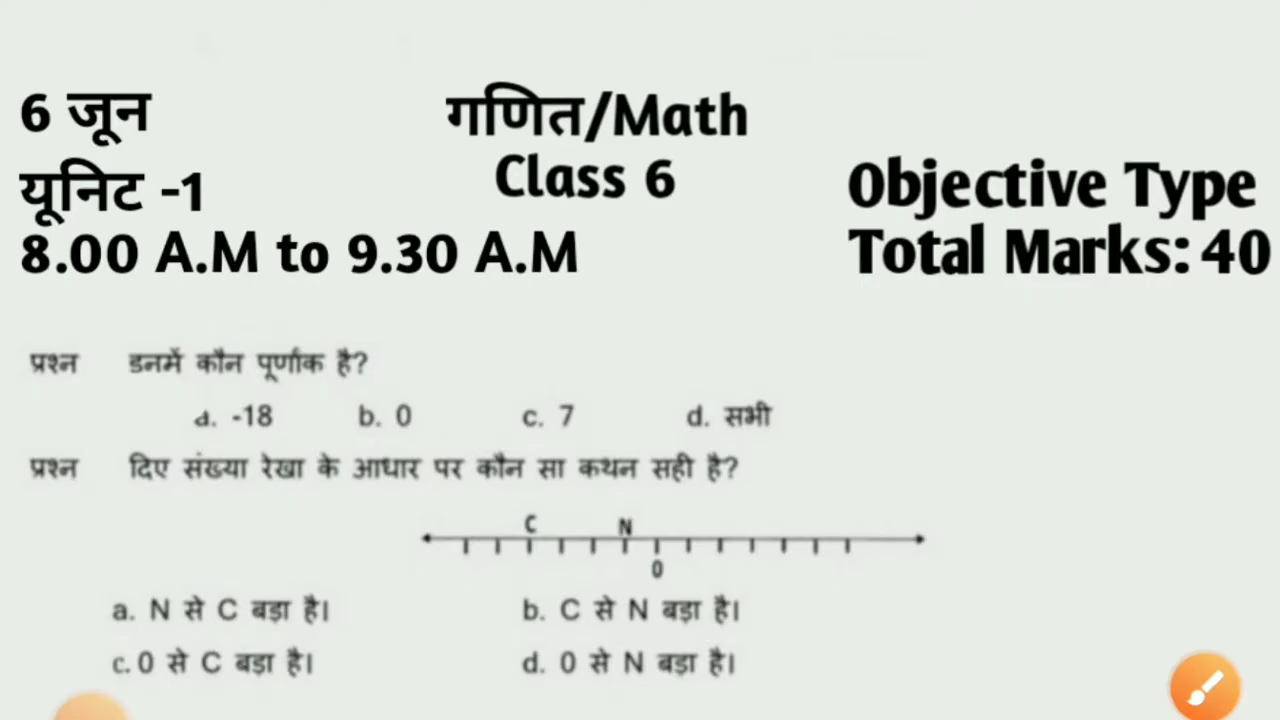 6 जून
गणित/Math
Class 6
यूनिट -1
Objective Type
8.00 A.M to 9.30 A.M
Total Marks: 40
प्रश्न डनमें कौन पूर्णांक है?
a. -18 b. 0 c. 7 d. सभी
प्रश्न दिए संख्या रेखा के आधार पर कौन सा कथन सही है?
C N
0
a. N से C बड़ा है। b. C से N बड़ा है।
c. 0 से C बड़ा है। d. 0 से N बड़ा है।